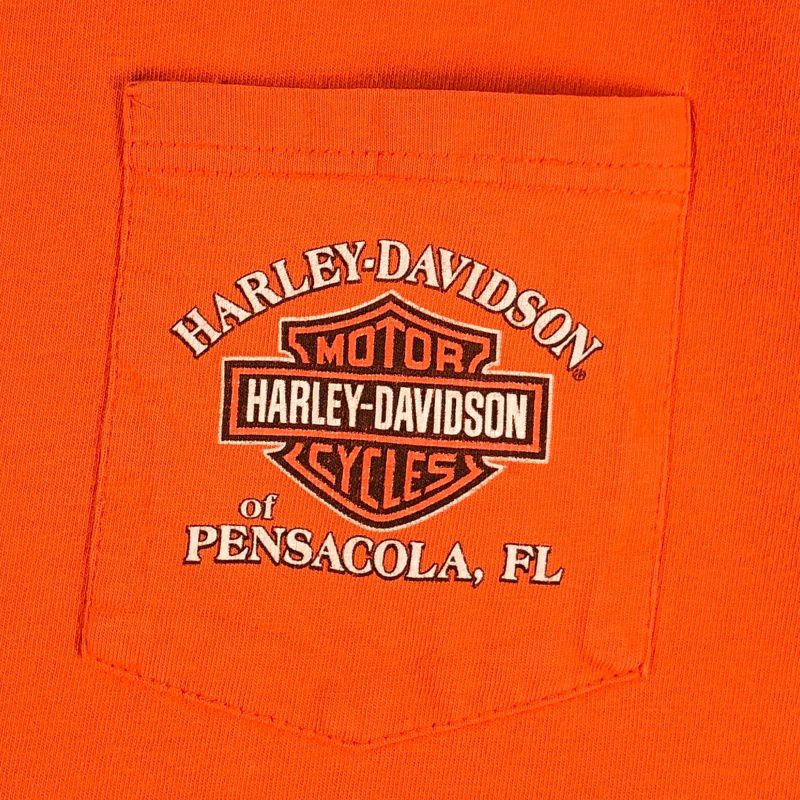 HARLEY-DAVIDSON®
MOTOR
HARLEY-DAVIDSON
CYCLES
of
PENSACOLA, FL